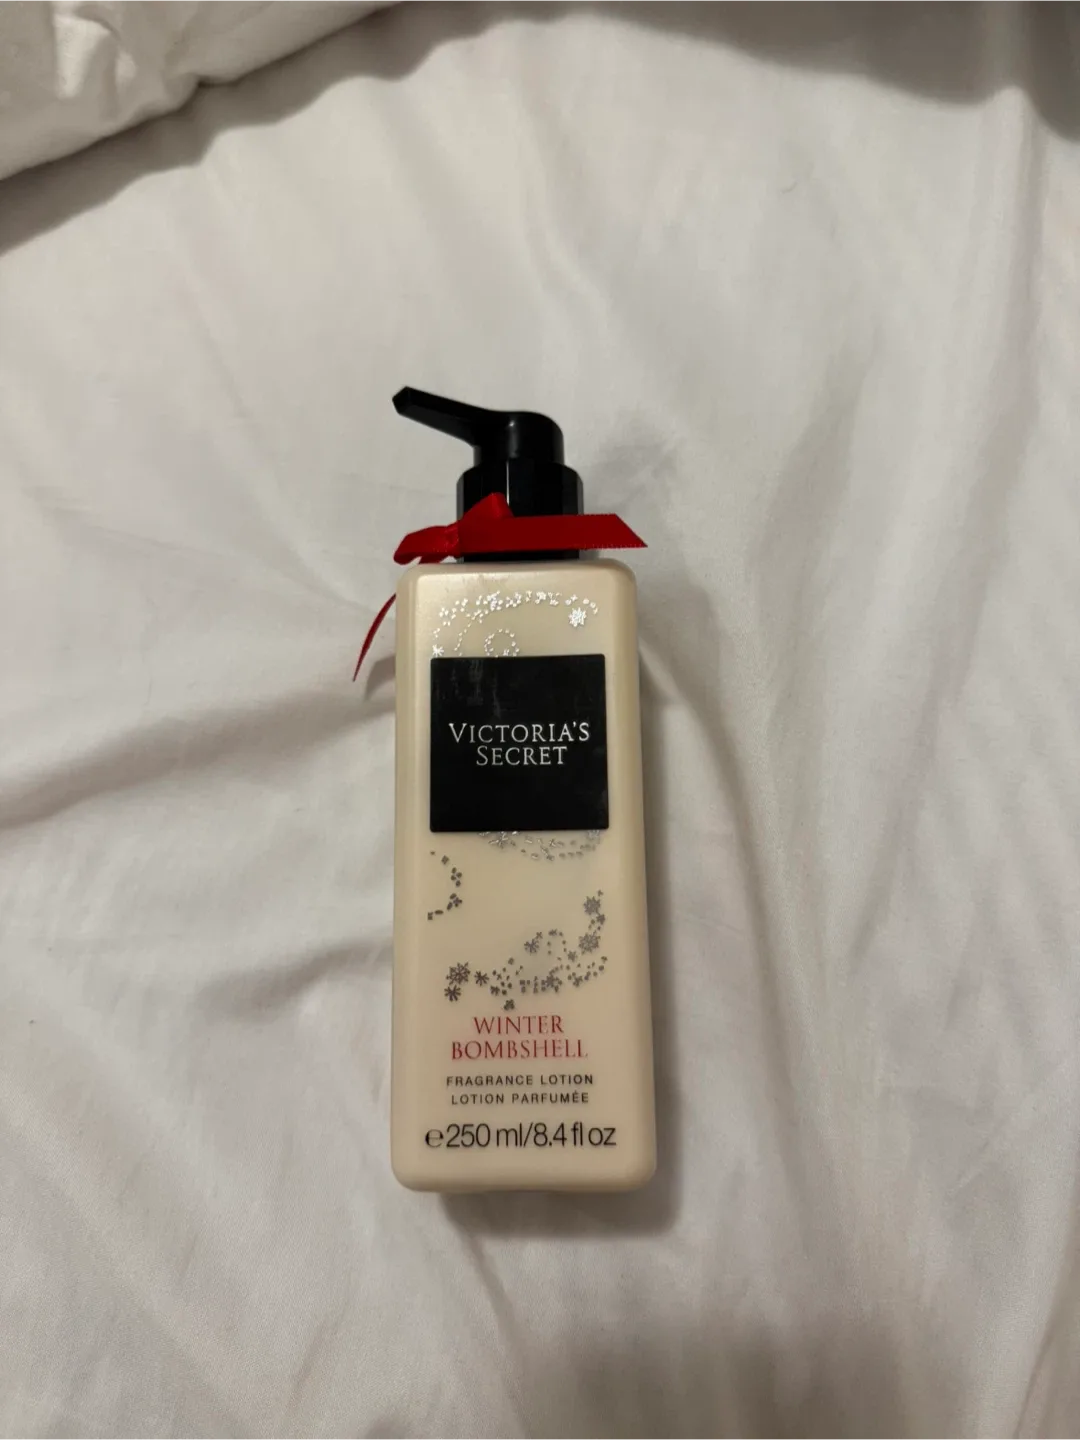 VICTORIA'S
SECRET
WINTER
BOMBSHELL
FRAGRANCE LOTION
LOTION PARFUMÉE
℮250 ml/8.4 fl oz